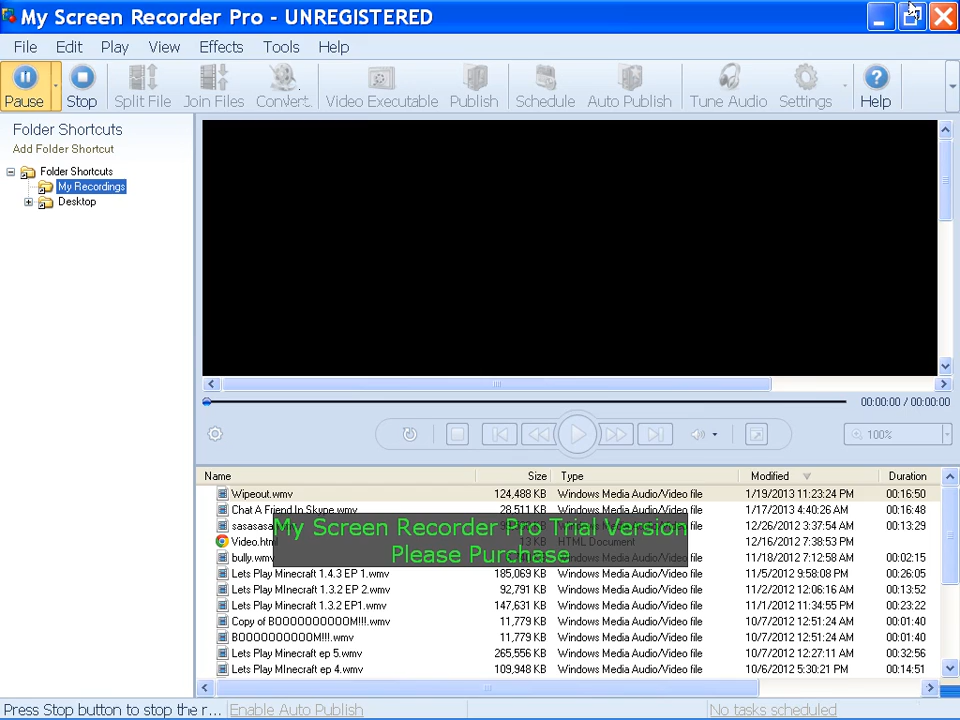 My Screen Recorder Pro - UNREGISTERED
File Edit Play View Effects Tools Help
Pause Stop Split File Join Files Convert Video Executable Publish Schedule Auto Publish Tune Audio Settings Help
Folder Shortcuts
Add Folder Shortcut
Folder Shortcuts
My Recordings
Desktop
00:00:00 / 00:00:00
100%
Name Size Type Modified Duration
Wipeout.wmv 124,488 KB Windows Media Audio/Video file 1/19/2013 11:23:24 PM 00:16:50
Chat A Friend In Skype.wmv 28,511 KB Windows Media Audio/Video file 1/17/2013 4:40:26 AM 00:16:48
Windows Media Audio/Video file 12/26/2012 3:37:54 AM 00:13:29
My Screen Recorder Pro Trial Version
Video.html 13 KB HTML Document 12/16/2012 7:38:53 PM
Please Purchase
bully.wmv Windows Media Audio/Video file 11/18/2012 7:12:58 AM 00:02:15
Lets Play Minecraft 1.4.3 EP 1.wmv 185,069 KB Windows Media Audio/Video file 11/5/2012 9:58:08 PM 00:26:05
Lets Play MInecraft 1.3.2 EP 2.wmv 92,791 KB Windows Media Audio/Video file 11/2/2012 12:06:16 AM 00:13:52
Lets Play Minecraft 1.3.2 EP1.wmv 147,631 KB Windows Media Audio/Video file 11/1/2012 11:34:55 PM 00:23:22
Copy of BOOOOOOOOOM!!!.wmv 11,779 KB Windows Media Audio/Video file 10/7/2012 12:51:24 AM 00:01:40
BOOOOOOOOOM!!!.wmv 11,779 KB Windows Media Audio/Video file 10/7/2012 12:51:24 AM 00:01:40
Lets Play MInecraft ep 5.wmv 265,556 KB Windows Media Audio/Video file 10/7/2012 12:27:11 AM 00:32:56
Lets Play MInecraft ep 4.wmv 109,948 KB Windows Media Audio/Video file 10/6/2012 5:30:21 PM 00:14:51
Press Stop button to stop the r... Enable Auto Publish No tasks scheduled